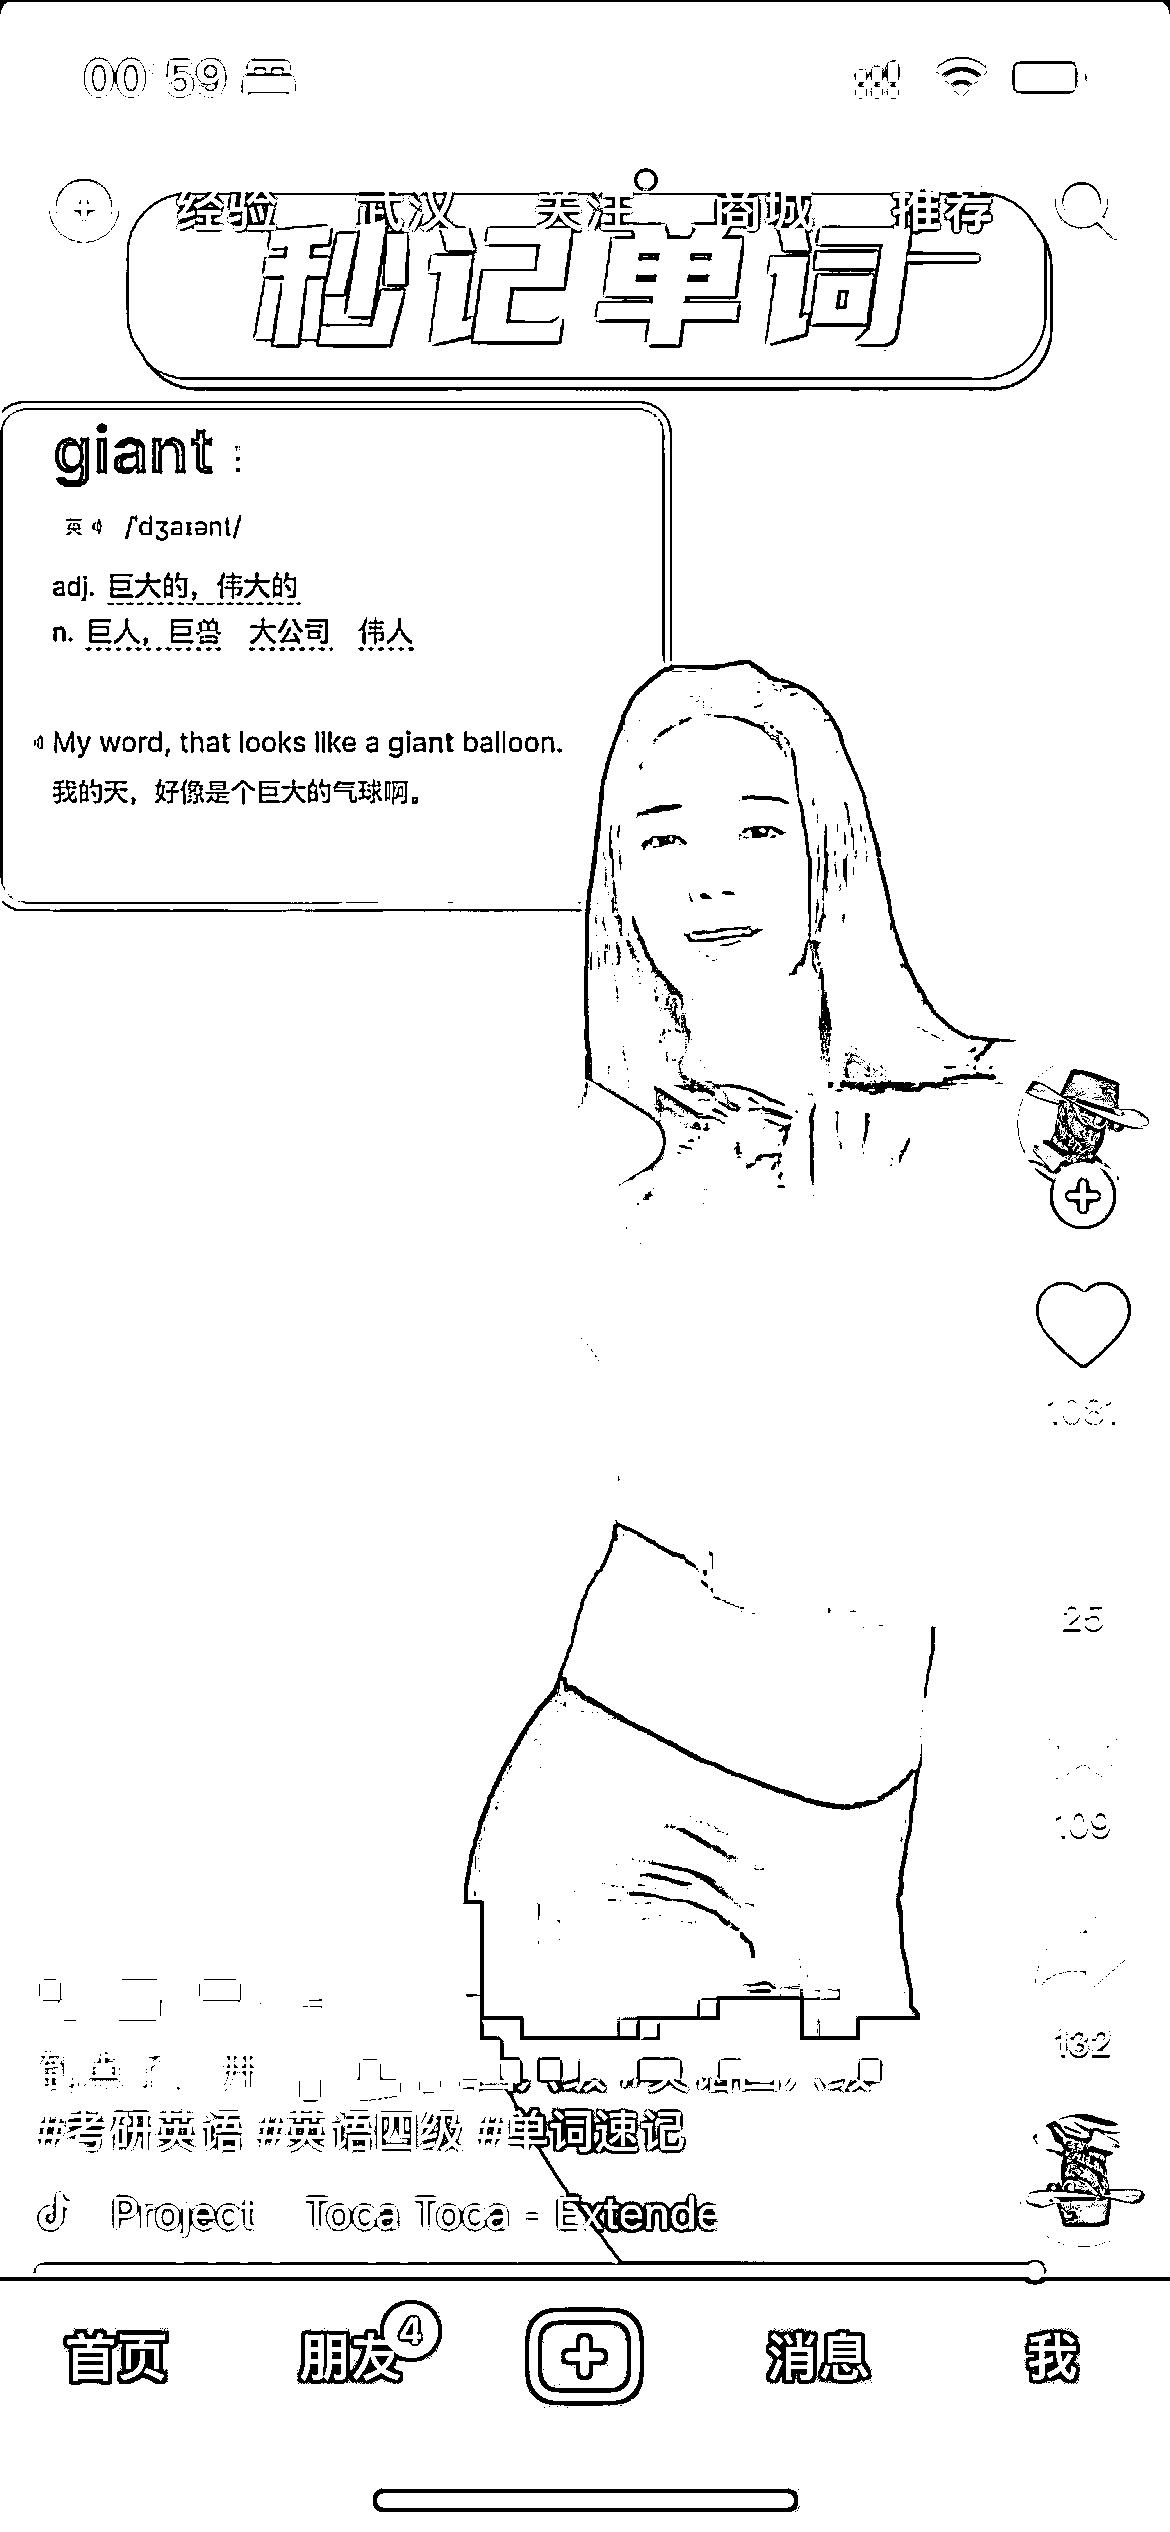 00:59
经验 武汉 关注 商城 推荐
秒记单词
giant
英 /ˈdʒaɪənt/
adj. 巨大的，伟大的
n. 巨人，巨兽 大公司 伟人
My word, that looks like a giant balloon.
我的天，好像是个巨大的气球啊。
1081
25
109
132
#考研英语 #英语四级 #单词速记
Project Toca Toca - Extende
首页 朋友 4 消息 我